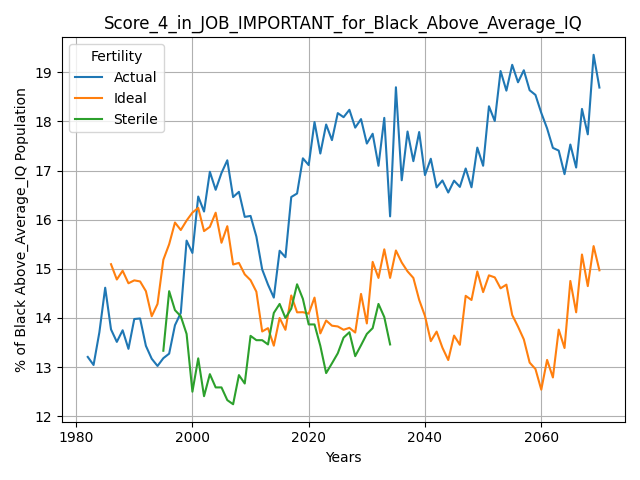 Score_4_in_JOB_IMPORTANT_for_Black_Above_Average_IQ
Fertility
Actual
Ideal
Sterile
% of Black Above_Average_IQ Population
19
18
17
16
15
14
13
12
1980
2000
2020
2040
2060
Years